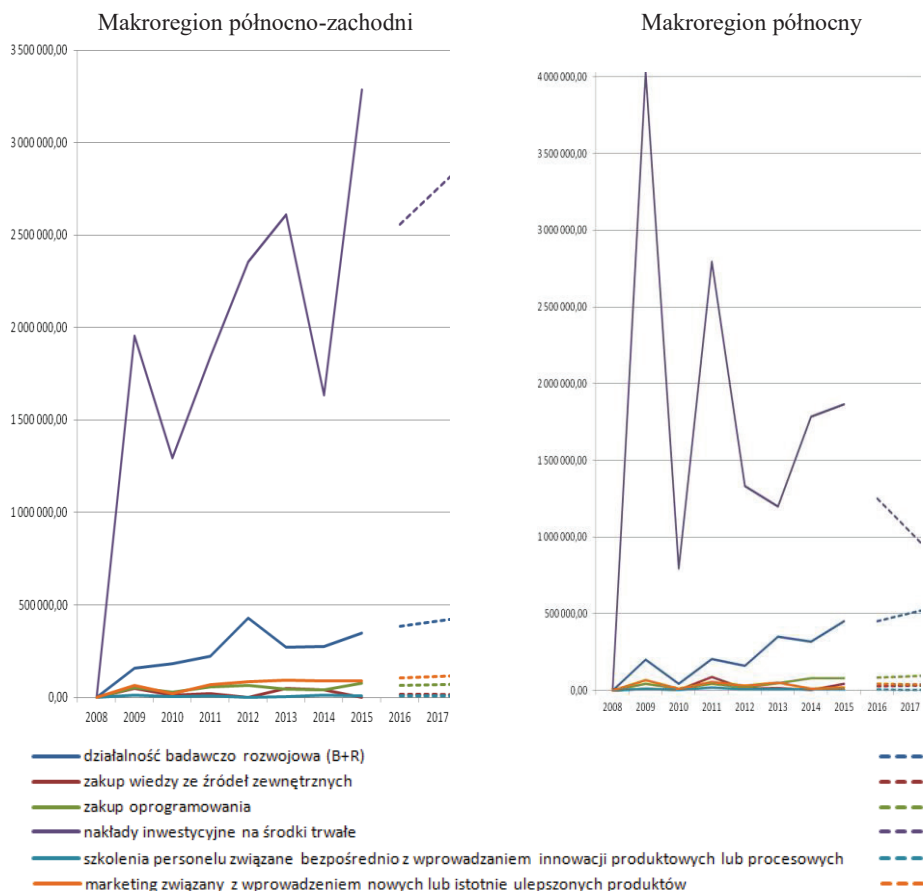 Makroregion północno-zachodni
3 500 000,00
3 000 000,00
2 500 000,00
2 000 000,00
1 500 000,00
1 000 000,00
500 000,00
0,00
2008 2009 2010 2011 2012 2013 2014 2015 2016 2017
Makroregion północny
4 000 000,00
3 500 000,00
3 000 000,00
2 500 000,00
2 000 000,00
1 500 000,00
1 000 000,00
500 000,00
0,00
2008 2009 2010 2011 2012 2013 2014 2015 2016 2017
działalność badawczo rozwojowa (B+R)
zakup wiedzy ze źródeł zewnętrznych
zakup oprogramowania
nakłady inwestycyjne na środki trwałe
szkolenia personelu związane bezpośrednio z wprowadzaniem innowacji produktowych lub procesowych
marketing związany z wprowadzeniem nowych lub istotnie ulepszonych produktów